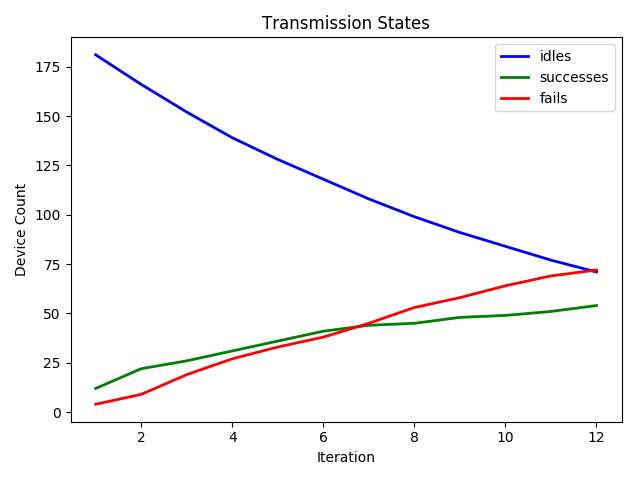 Transmission States
idles
successes
fails
175
150
125
100
75
50
25
0
Device Count
2 4 6 8 10 12
Iteration